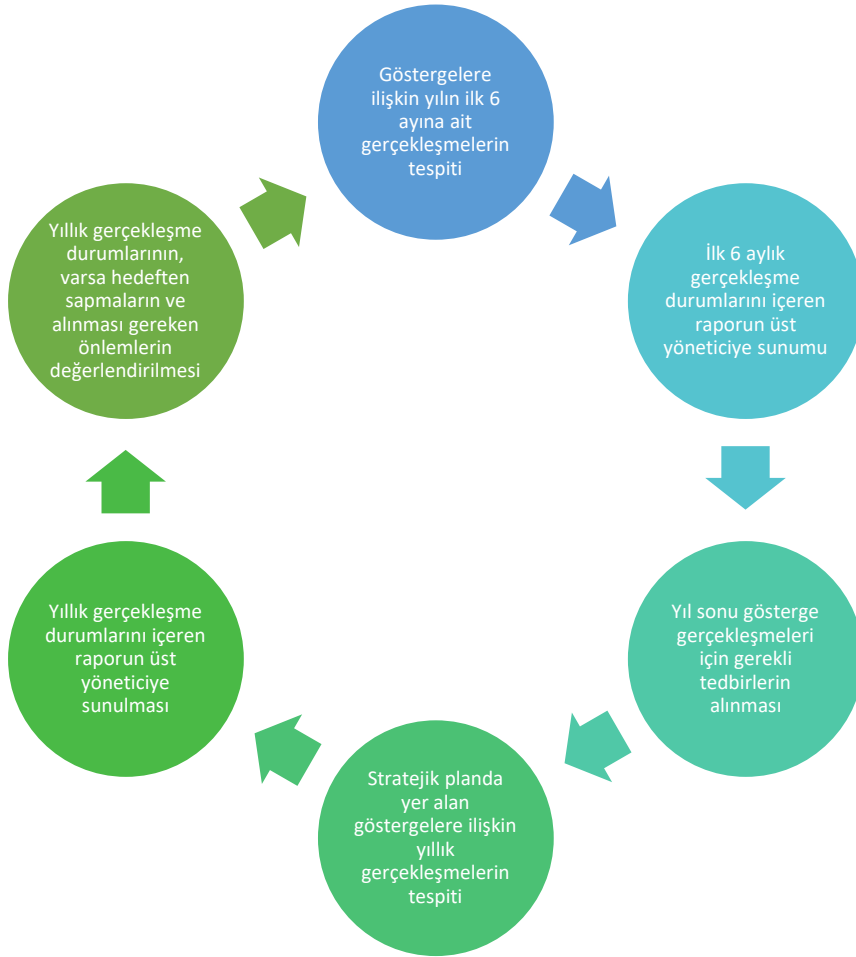 Göstergelere
ilişkin yılın ilk 6
ayına ait
gerçekleşmelerin
tespiti
İlk 6 aylık
gerçekleşme
durumlarını içeren
raporun üst
yöneticiye sunumu
Yıl sonu gösterge
gerçekleşmeleri
için gerekli
tedbirlerin
alınması
Stratejik planda
yer alan
göstergelere ilişkin
yıllık
gerçekleşmelerin
tespiti
Yıllık gerçekleşme
durumlarını içeren
raporun üst
yöneticiye
sunulması
Yıllık gerçekleşme
durumlarının,
varsa hedeften
sapmaların ve
alınması gereken
önlemlerin
değerlendirilmesi